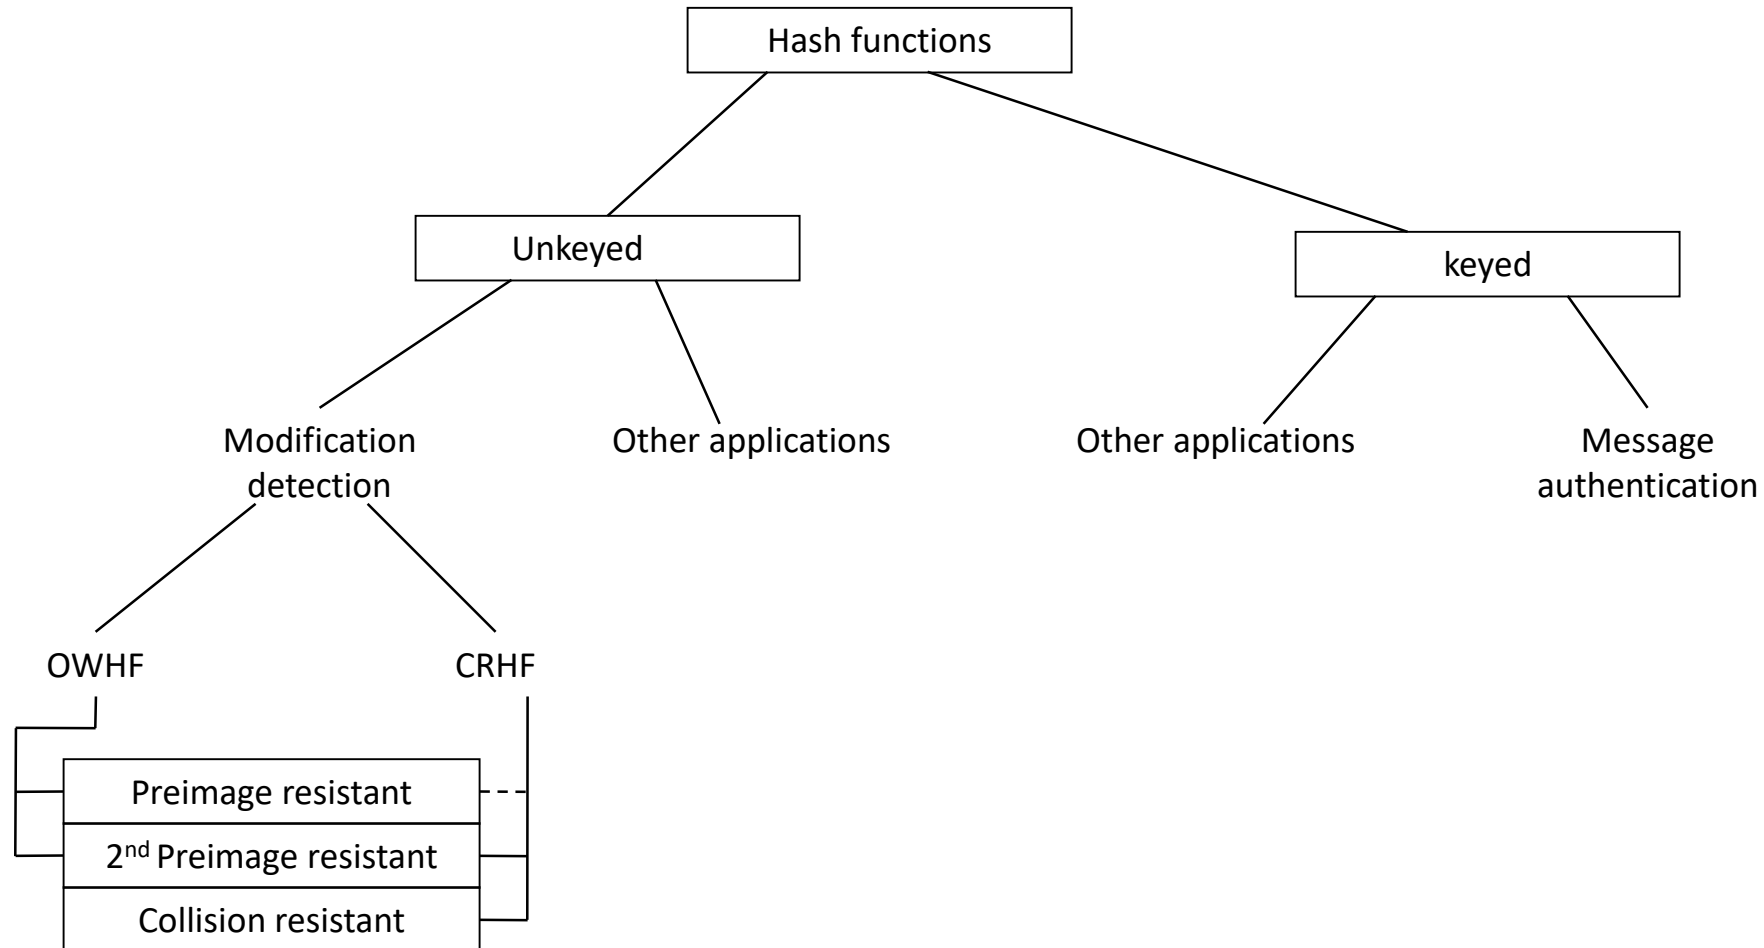 Hash functions
Unkeyed
keyed
Modification
detection
Other applications
Other applications
Message
authentication
OWHF
CRHF
Preimage resistant
2nd Preimage resistant
Collision resistant